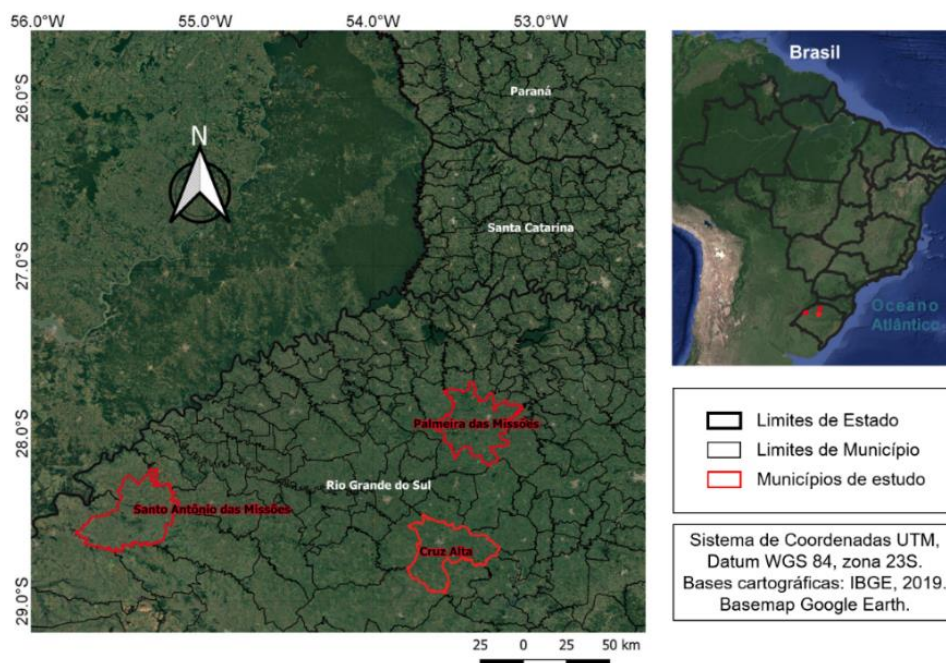 56.0°W 55.0°W 54.0°W 53.0°W
26.0°S
27.0°S
28.0°S
29.0°S
N
Paraná
Santa Catarina
Palmeira das Missões
Rio Grande do Sul
Santo Antônio das Missões
Cruz Alta
25 0 25 50 km
Brasil
Oceano
Atlântico
Limites de Estado
Limites de Município
Municípios de estudo
Sistema de Coordenadas UTM,
Datum WGS 84, zona 23S.
Bases cartográficas: IBGE, 2019.
Basemap Google Earth.